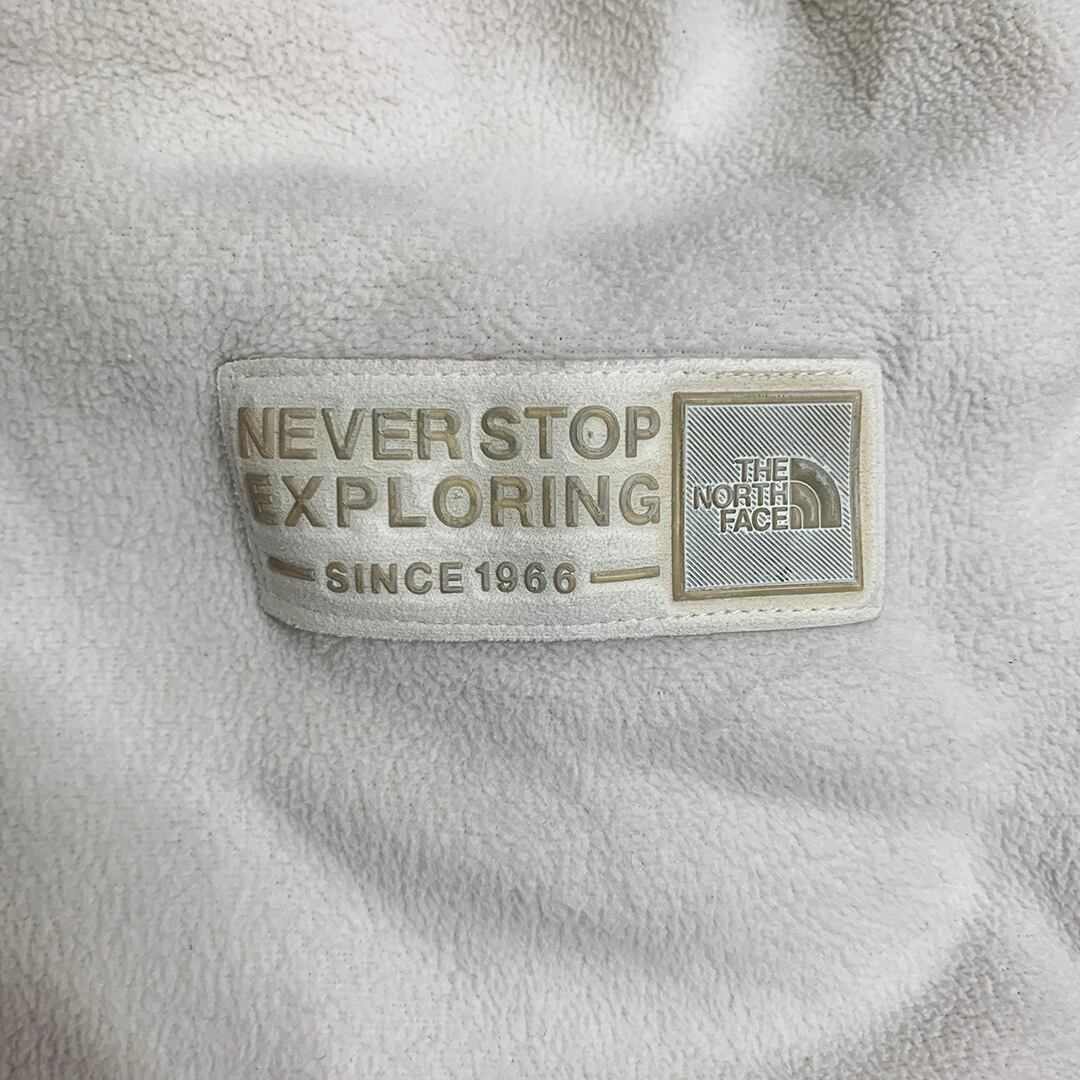 NEVER STOP
EXPLORING
SINCE 1966
THE
NORTH
FACE